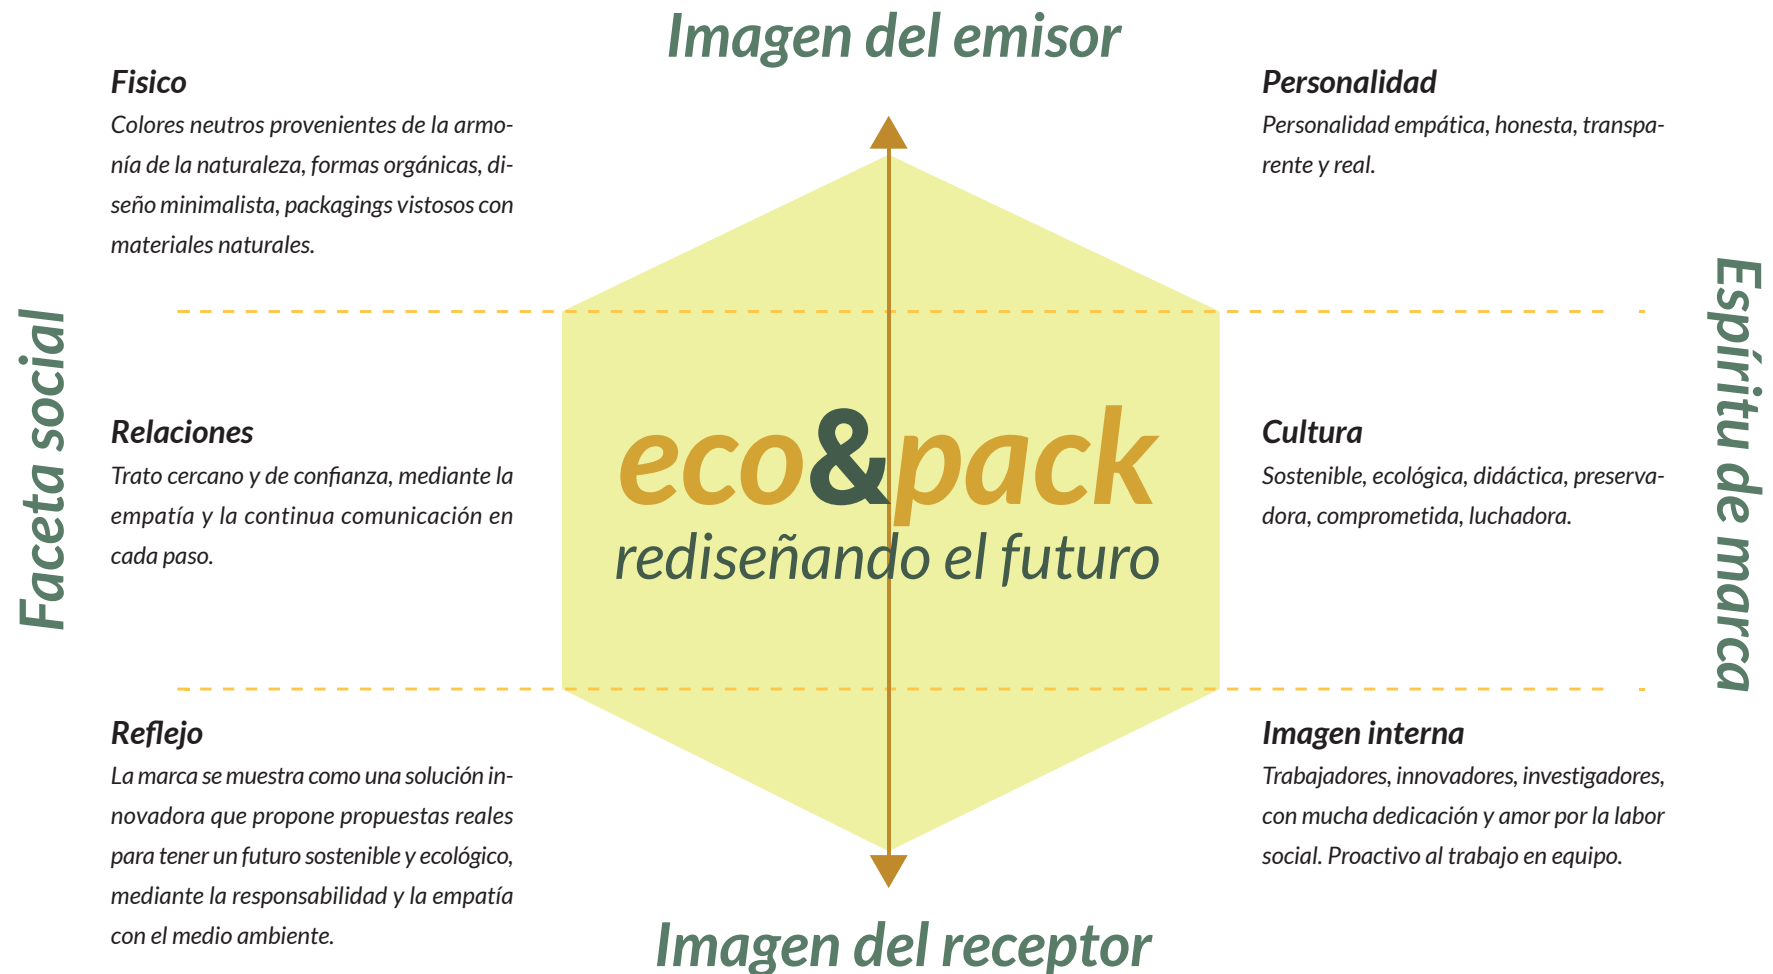 Imagen del emisor
Fisico
Colores neutros provenientes de la armo-
nía de la naturaleza, formas orgánicas, di-
seño minimalista, packagings vistosos con
materiales naturales.
Personalidad
Personalidad empática, honesta, transpa-
rente y real.
Faceta social
Relaciones
Trato cercano y de confianza, mediante la
empatía y la continua comunicación en
cada paso.
eco&pack
rediseñando el futuro
Cultura
Sostenible, ecológica, didáctica, preserva-
dora, comprometida, luchadora.
Espíritu de marca
Reflejo
La marca se muestra como una solución in-
novadora que propone propuestas reales
para tener un futuro sostenible y ecológico,
mediante la responsabilidad y la empatía
con el medio ambiente.
Imagen interna
Trabajadores, innovadores, investigadores,
con mucha dedicación y amor por la labor
social. Proactivo al trabajo en equipo.
Imagen del receptor